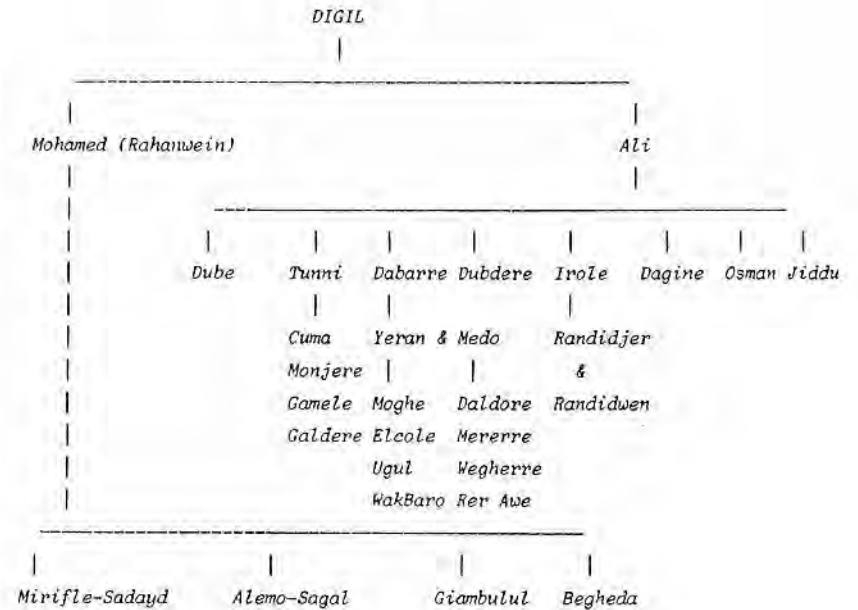 DIGIL
Mohamed (Rahanwein) Ali
Dube Tunni Dabarre Dubdere Irole Dagine Osman Jiddu
Cuma Yeran & Medo Randidjer
Monjere &
Gamele Moghe Daldore Randidwen
Galdere Elcole Mererre
Ugul Wegherre
WakBaro Rer Awe
Mirifle-Sadayd Alemo-Sagal Giambulul Begheda